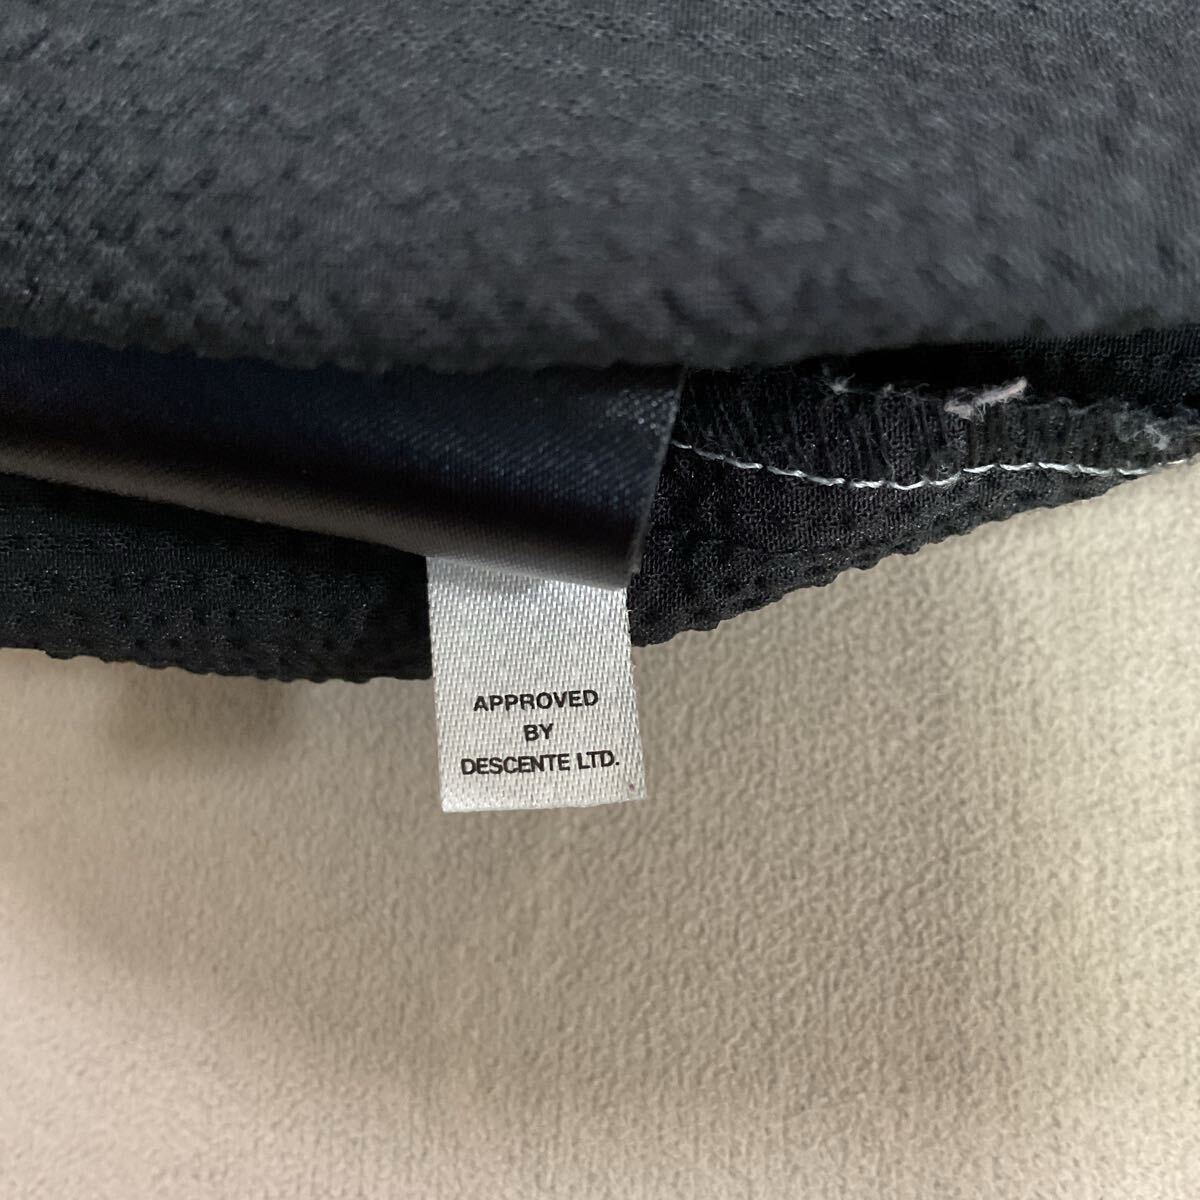 APPROVED
BY
DESCENTE LTD.